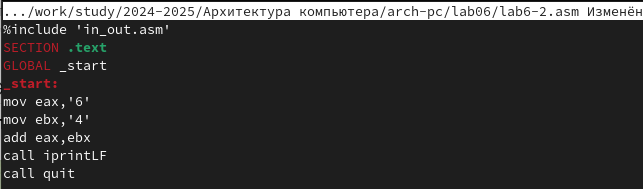 .../work/study/2024-2025/Архитектура компьютера/arch-pc/lab06/lab6-2.asm Изменён
%include 'in_out.asm'
SECTION .text
GLOBAL _start
_start:
mov eax,'6'
mov ebx,'4'
add eax,ebx
call iprintLF
call quit